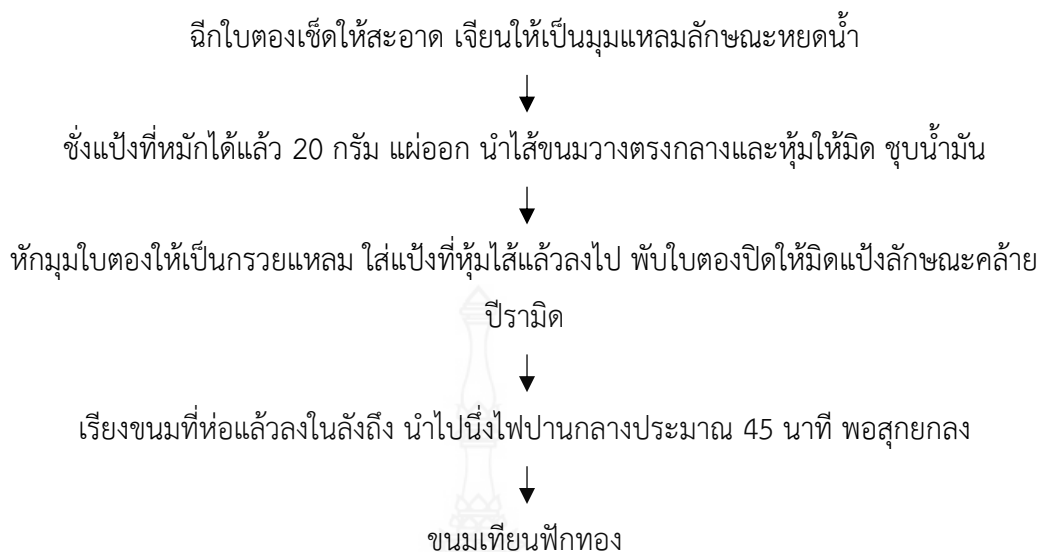 ฉีกใบตองเช็ดให้สะอาด เจียนให้เป็นมุมแหลมลักษณะหยดน้ำ
ชั่งแป้งที่หมักได้แล้ว 20 กรัม แผ่ออก นำไส้ขนมวางตรงกลางและหุ้มให้มิด ชุบน้ำมัน
หักมุมใบตองให้เป็นกรวยแหลม ใส่แป้งที่หุ้มไส้แล้วลงไป พับใบตองปิดให้มิดแป้งลักษณะคล้าย
ปีรามิด
เรียงขนมที่ห่อแล้วลงในลังถึง นำไปนึ่งไฟปานกลางประมาณ 45 นาที พอสุกยกลง
ขนมเทียนฟักทอง